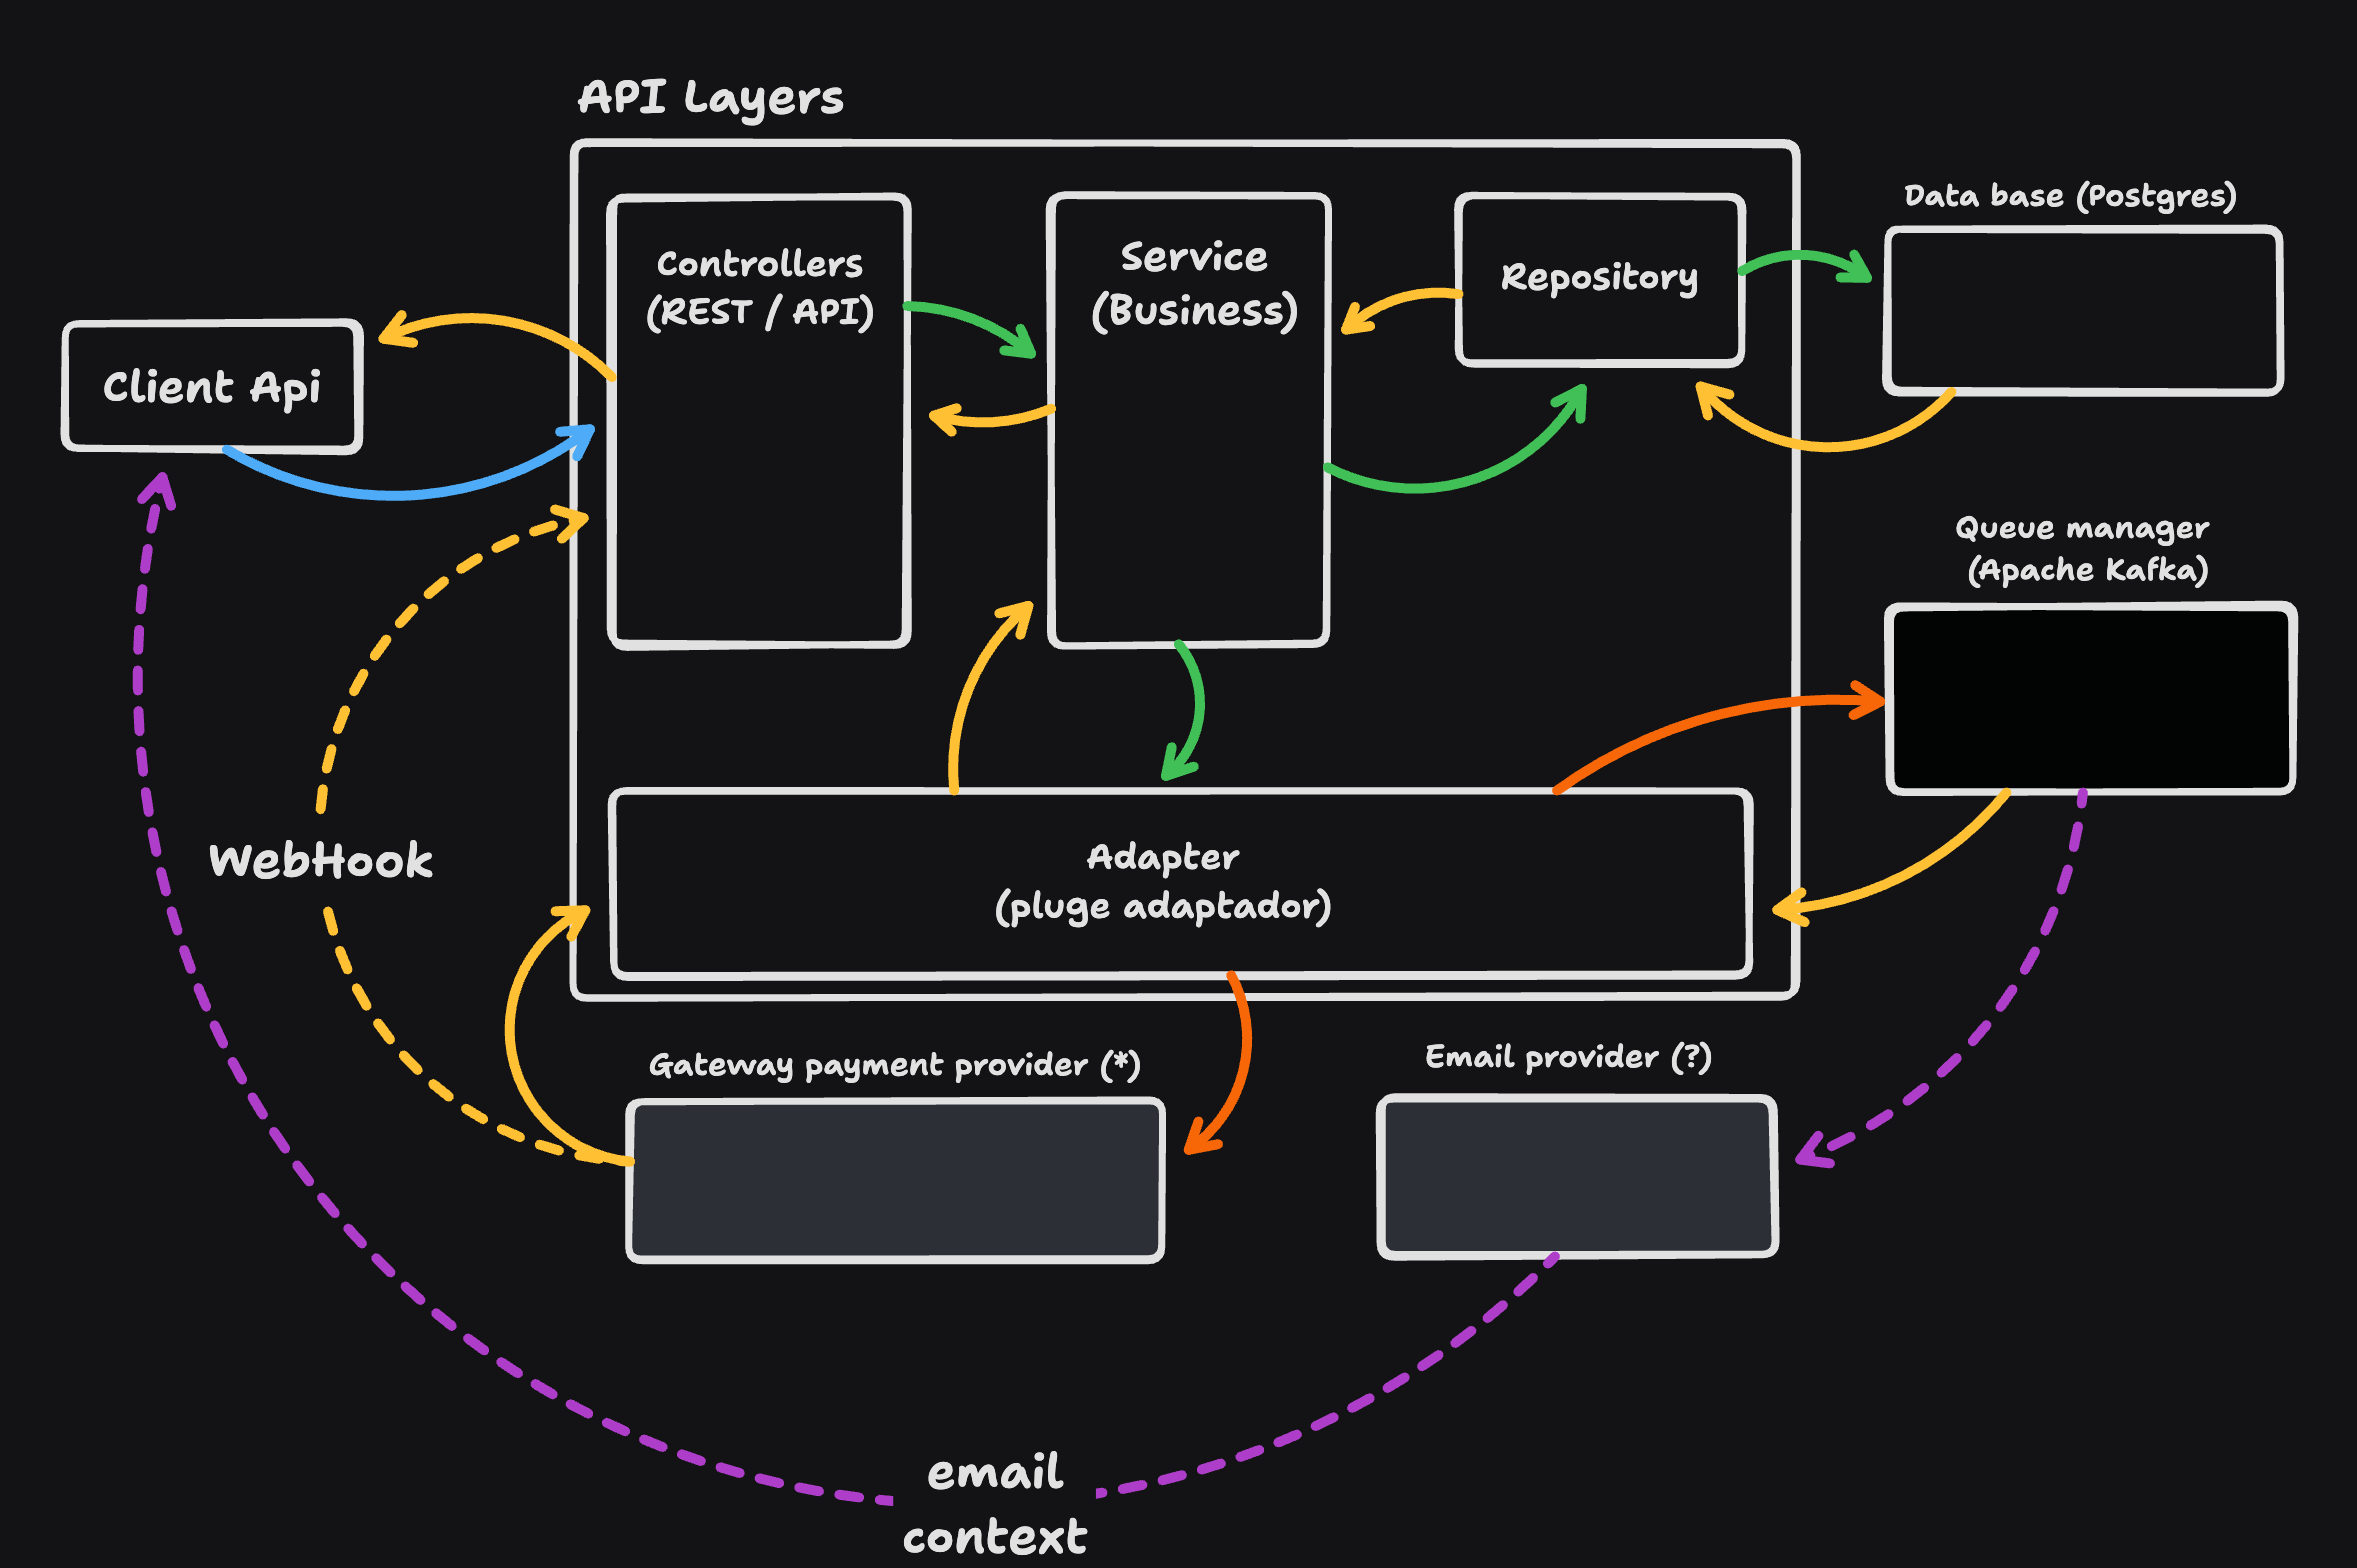 API Layers
Data base (Postgres)
Controllers
(REST / API)
Service
(Business)
Repository
Client Api
Queue manager
(Apache Kafka)
WebHook
Adapter
(pluge adaptador)
Gateway payment provider (*)
Email provider (?)
email
context